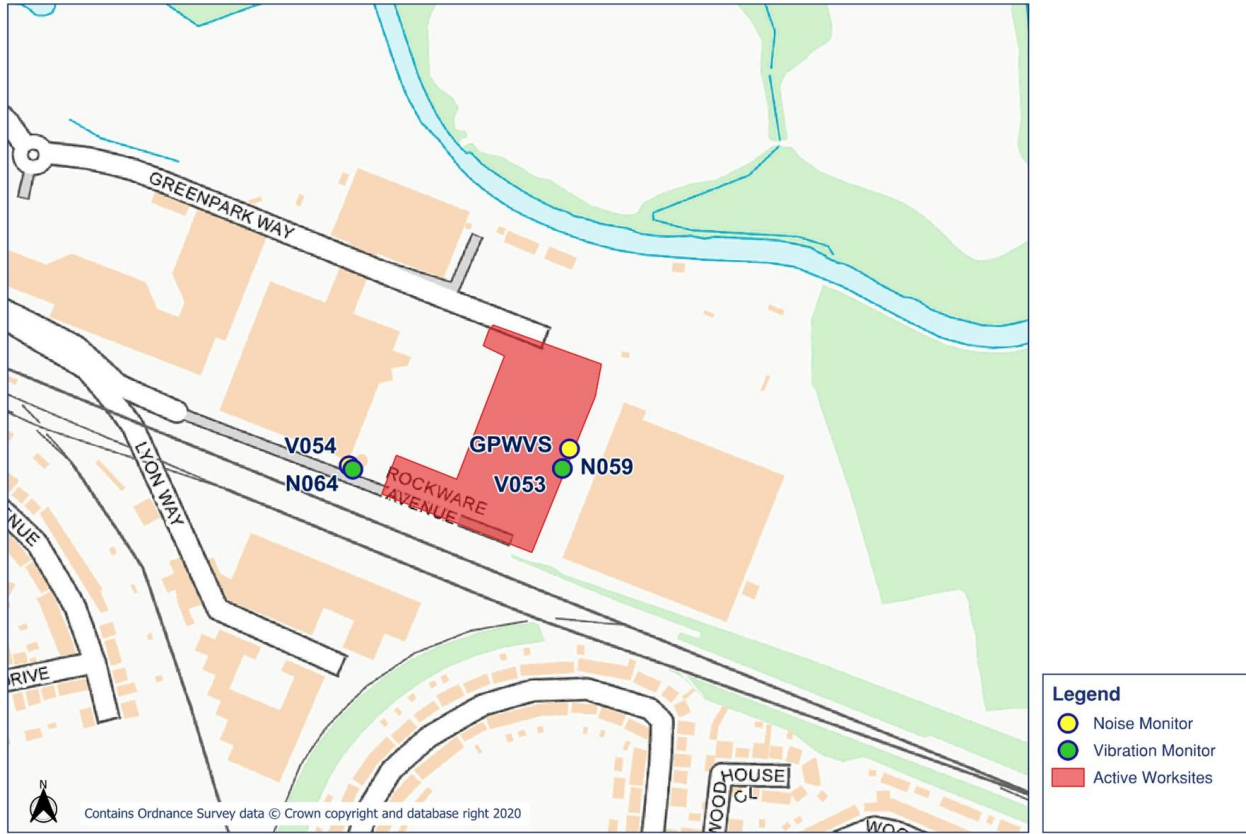 GREENPARK WAY
LYON WAY
V054
N064
GPWVS
N059
V053
ROCKWARE
AVENUE
ENUE
DRIVE
HOUSE
WOOD
CL
WOO
N
Contains Ordnance Survey data © Crown copyright and database right 2020
Legend
Noise Monitor
Vibration Monitor
Active Worksites